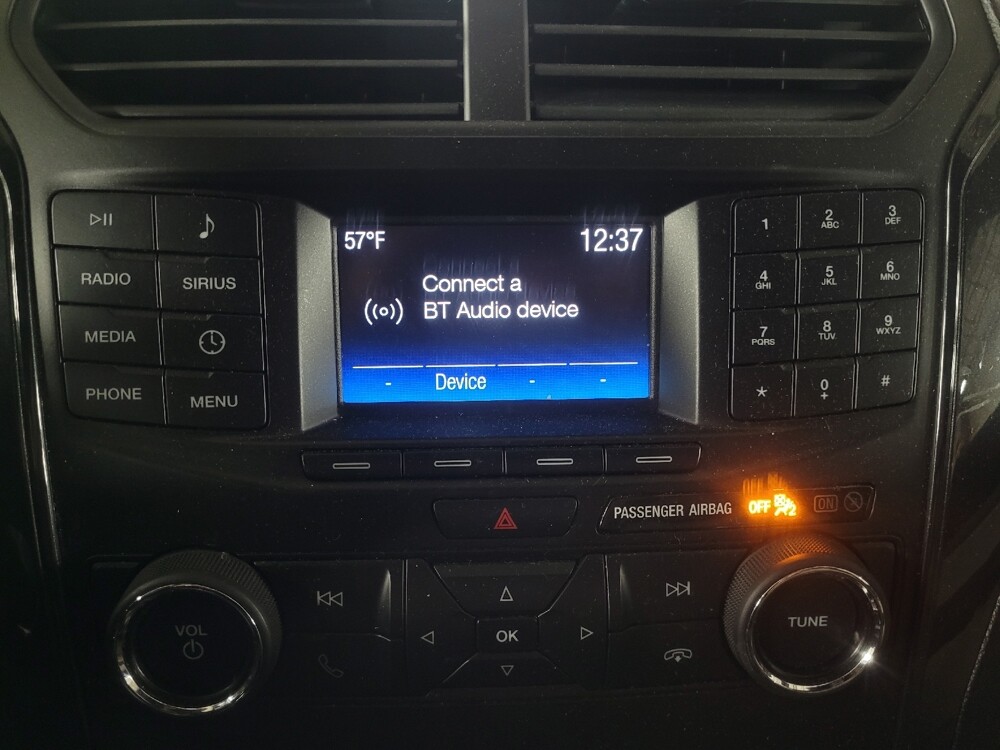 57°F
12:37
Connect a
BT Audio device
- Device - -
RADIO
SIRIUS
MEDIA
PHONE
MENU
1
2
ABC
3
DEF
4
GHI
5
JKL
6
MNO
7
PQRS
8
TUV
9
WXYZ
*
0
+
#
PASSENGER AIRBAG OFF 2 ON
VOL
OK
TUNE